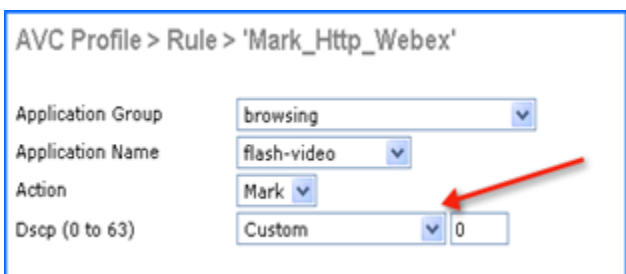 AVC Profile > Rule > 'Mark_Http_Webex'
Application Group browsing
Application Name flash-video
Action Mark
Dscp (0 to 63) Custom 0